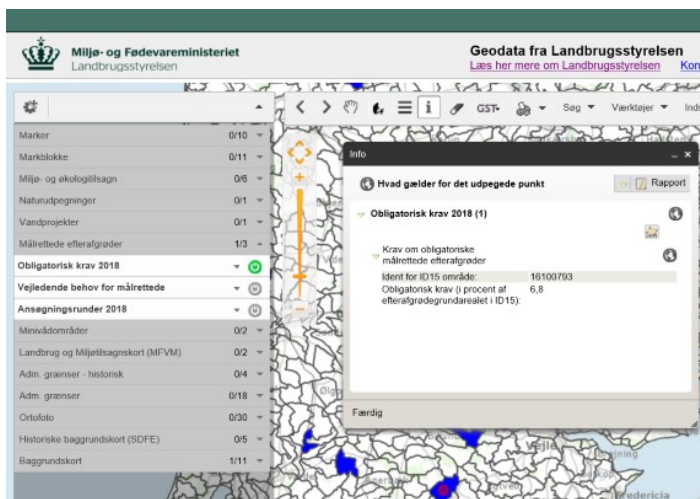 Miljø- og Fødevareministeriet
Landbrugsstyrelsen
Geodata fra Landbrugsstyrelsen
Læs her mere om Landbrugsstyrelsen Kon
GST Søg Værktøjer Inds
Marker 0/10
Markblokke 0/11
Miljø- og økologitilsagn 0/6
Naturudpegninger 0/1
Vandprojekter 0/1
Målrettede efterafgrøder 1/3
Obligatorisk krav 2018
Vejledende behov for målrettede
Ansøgningsrunder 2018
Minivådområder 0/2
Landbrug og Miljøtilsagnskort (MFVM) 0/2
Adm. grænser - historisk 0/4
Adm. grænser 0/18
Ortofoto 0/30
Historiske baggrundskort (SDFE) 0/5
Baggrundskort 1/11
Info
Hvad gælder for det udpegede punkt Rapport
Obligatorisk krav 2018 (1)
Krav om obligatoriske
målrettede efterafgrøder
Ident for ID15 område: 16100793
Obligatorisk krav (i procent af 6,8
efterafgrødegrundarealet i ID15):
Færdig
Vejle
Fredericia